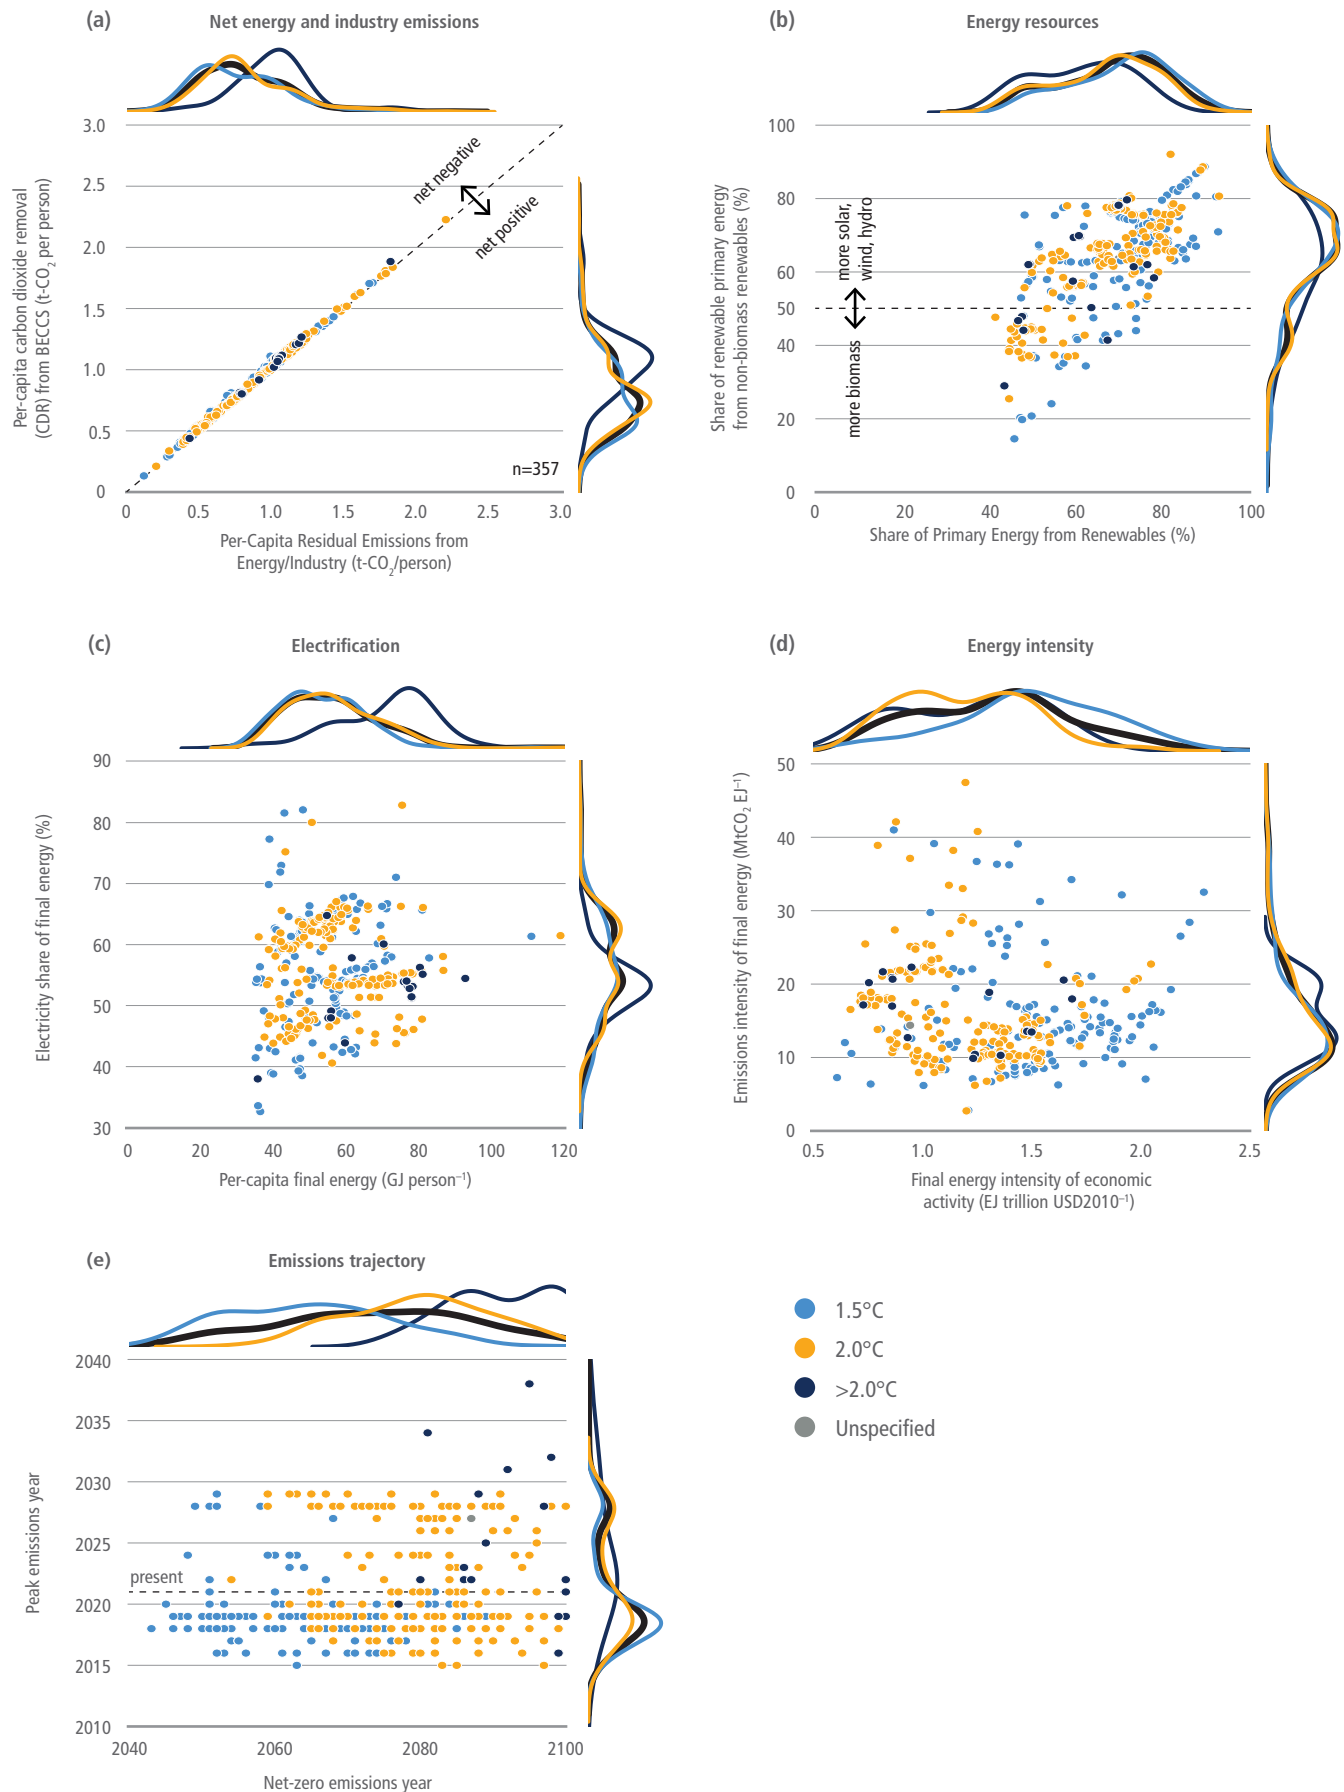 (a)
Net energy and industry emissions
3.0
2.5
2.0
1.5
1.0
0.5
0
Per-capita carbon dioxide removal
(CDR) from BECCS (t-CO2 per person)
net negative
net positive
n=357
0 0.5 1.0 1.5 2.0 2.5 3.0
Per-Capita Residual Emissions from
Energy/Industry (t-CO2/person)
(b)
Energy resources
100
80
60
50
40
20
0
Share of renewable primary energy
from non-biomass renewables (%)
more solar,
wind, hydro
more biomass
0 20 40 60 80 100
Share of Primary Energy from Renewables (%)
(c)
Electrification
90
80
70
60
50
40
30
Electricity share of final energy (%)
0 20 40 60 80 100 120
Per-capita final energy (GJ person⁻¹)
(d)
Energy intensity
50
40
30
20
10
0
Emissions intensity of final energy (MtCO2 EJ⁻¹)
0.5 1.0 1.5 2.0 2.5
Final energy intensity of economic
activity (EJ trillion USD2010⁻¹)
(e)
Emissions trajectory
2040
2035
2030
2025
2020
2015
2010
Peak emissions year
present
2040 2060 2080 2100
Net-zero emissions year
1.5°C
2.0°C
>2.0°C
Unspecified